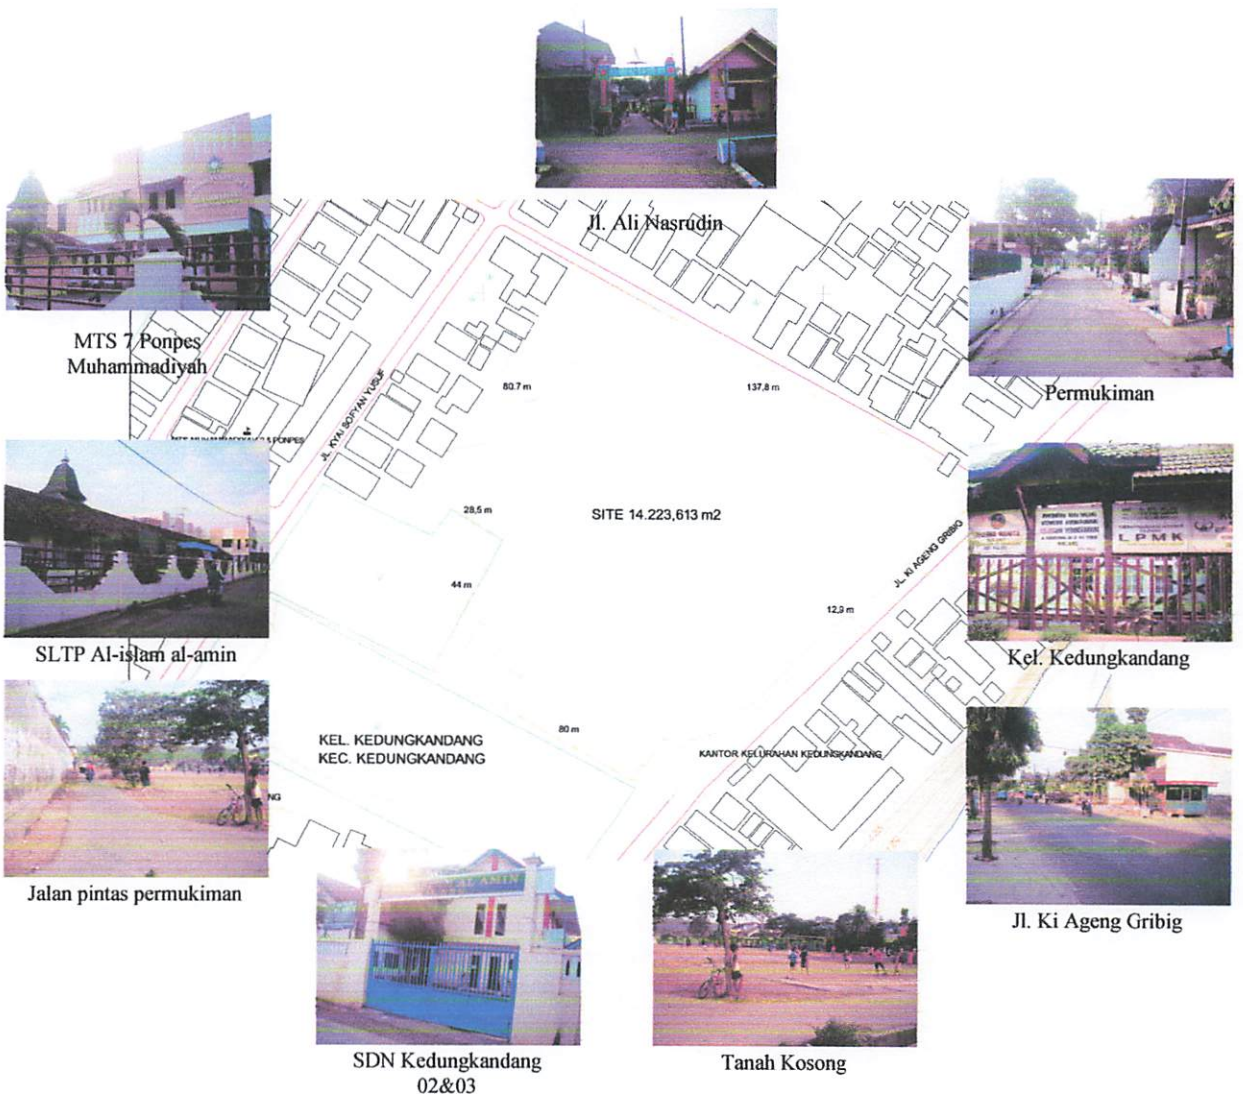 Jl. Ali Nasrudin
MTS 7 Ponpes
Muhammadiyah
Permukiman
80.7 m
137,8 m
JL. KYAI SOFYAN YUSUF
28,5 m
SITE 14.223,613 m2
JL. KI AGENG GRIBIG
44 m
12,9 m
LPMK
SLTP Al-islam al-amin
Kel. Kedungkandang
80 m
KEL. KEDUNGKANDANG
KEC. KEDUNGKANDANG
KANTOR KELURAHAN KEDUNGKANDANG
NG
AL AMIN
Jalan pintas permukiman
Jl. Ki Ageng Gribig
SDN Kedungkandang
02&03
Tanah Kosong